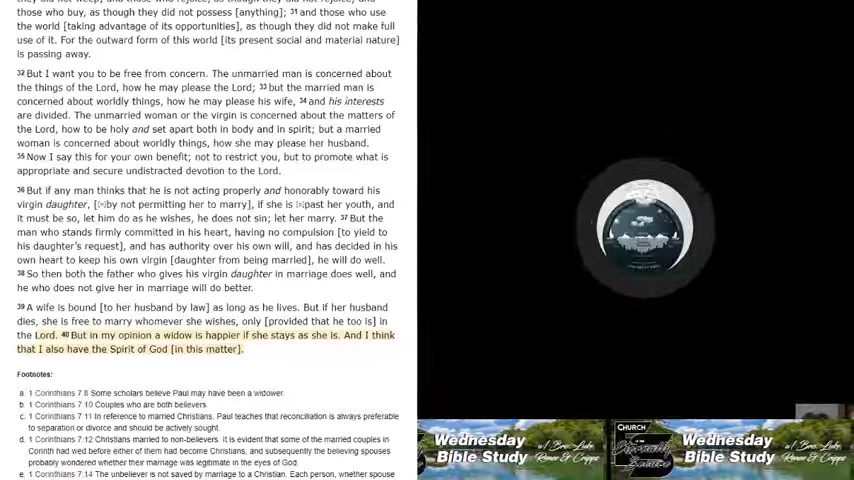 those who buy, as though they did not possess [anything]; 31 and those who use
the world [taking advantage of its opportunities], as though they did not make full
use of it. For the outward form of this world [its present social and material nature]
is passing away.
32 But I want you to be free from concern. The unmarried man is concerned about
the things of the Lord, how he may please the Lord; 33 but the married man is
concerned about worldly things, how he may please his wife, 34 and his interests
are divided. The unmarried woman or the virgin is concerned about the matters of
the Lord, how to be holy and set apart both in body and in spirit; but a married
woman is concerned about worldly things, how she may please her husband.
35 Now I say this for your own benefit; not to restrict you, but to promote what is
appropriate and secure undistracted devotion to the Lord.
36 But if any man thinks that he is not acting properly and honorably toward his
virgin daughter, [by not permitting her to marry], if she is past her youth, and
it must be so, let him do as he wishes, he does not sin; let her marry. 37 But the
man who stands firmly committed in his heart, having no compulsion [to yield to
his daughter's request], and has authority over his own will, and has decided in his
own heart to keep his own virgin [daughter from being married], he will do well.
38 So then both the father who gives his virgin daughter in marriage does well, and
he who does not give her in marriage will do better.
39 A wife is bound [to her husband by law] as long as he lives. But if her husband
dies, she is free to marry whomever she wishes, only [provided that he too is] in
the Lord. 40 But in my opinion a widow is happier if she stays as she is. And I think
that I also have the Spirit of God [in this matter].
Footnotes:
a. 1 Corinthians 7:8 Some scholars believe Paul may have been a widower.
b. 1 Corinthians 7:10 Couples who are both believers.
c. 1 Corinthians 7:11 In reference to married Christians, Paul teaches that reconciliation is always preferable
to separation or divorce and should be actively sought.
d. 1 Corinthians 7:12 Christians married to non-believers. It is evident that some of the married couples in
Corinth had wed before either of them had become Christians, and subsequently the believing spouses
probably wondered whether their marriage was legitimate in the eyes of God.
e. 1 Corinthians 7:14 The unbeliever is not saved by marriage to a Christian. Each person, whether spouse
Wednesday
Bible Study
w/ Bro. Luke,
Renee & Cripps
CHURCH
Eternally
Secure
Wednesday
Bible Study
w/ Bro. Luke,
Renee & Cripps